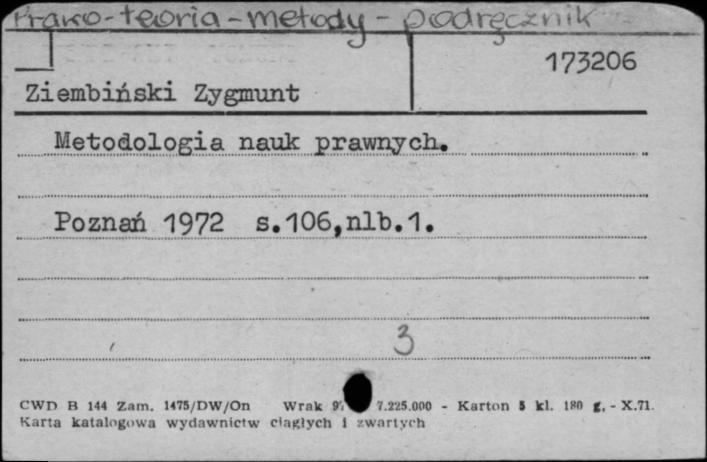 Prawo-teoria-metody - podręcznik
173206
Ziembiński Zygmunt
Metodologia nauk prawnych.
Poznań 1972 s.106,nlb.1.
3
CWD B 144 Zam. 1475/DW/On Wrak 7.225.000 - Karton 5 kl. 180 g. - X.71.
Karta katalogowa wydawnictw ciągłych i zwartych